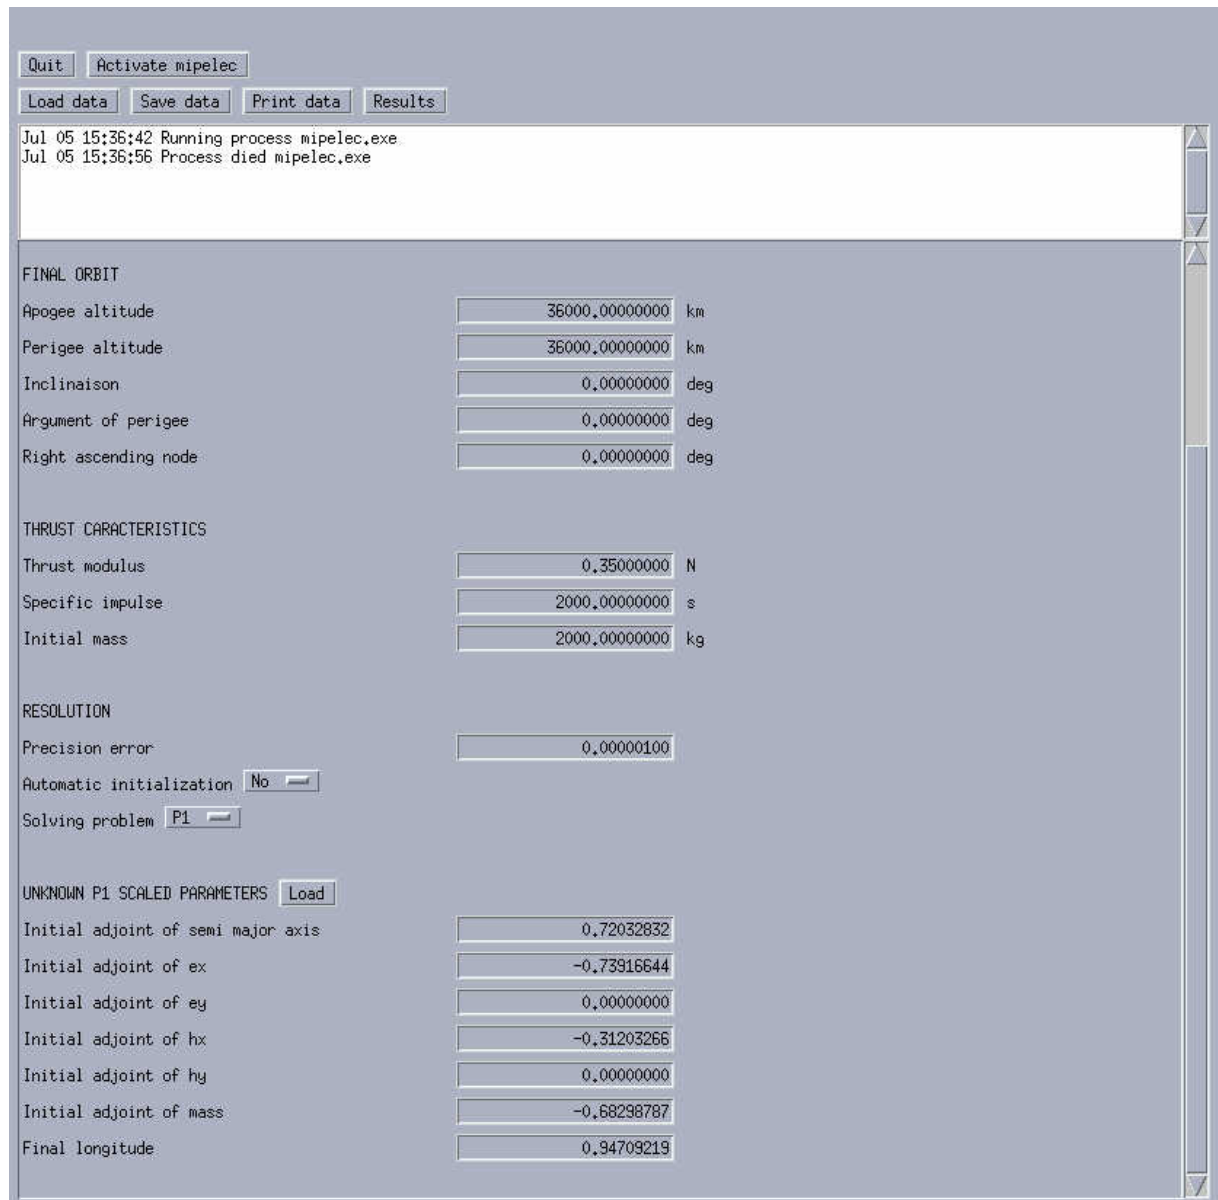 Quit Activate mipelec
Load data Save data Print data Results
Jul 05 15:36:42 Running process mipelec.exe
Jul 05 15:36:56 Process died mipelec.exe
FINAL ORBIT
Apogee altitude 36000.00000000 km
Perigee altitude 36000.00000000 km
Inclinaison 0.00000000 deg
Argument of perigee 0.00000000 deg
Right ascending node 0.00000000 deg
THRUST CARACTERISTICS
Thrust modulus 0.35000000 N
Specific impulse 2000.00000000 s
Initial mass 2000.00000000 kg
RESOLUTION
Precision error 0.00000100
Automatic initialization No
Solving problem P1
UNKNOWN P1 SCALED PARAMETERS Load
Initial adjoint of semi major axis 0.72032832
Initial adjoint of ex -0.73916644
Initial adjoint of ey 0.00000000
Initial adjoint of hx -0.31203266
Initial adjoint of hy 0.00000000
Initial adjoint of mass -0.68298787
Final longitude 0.94709219